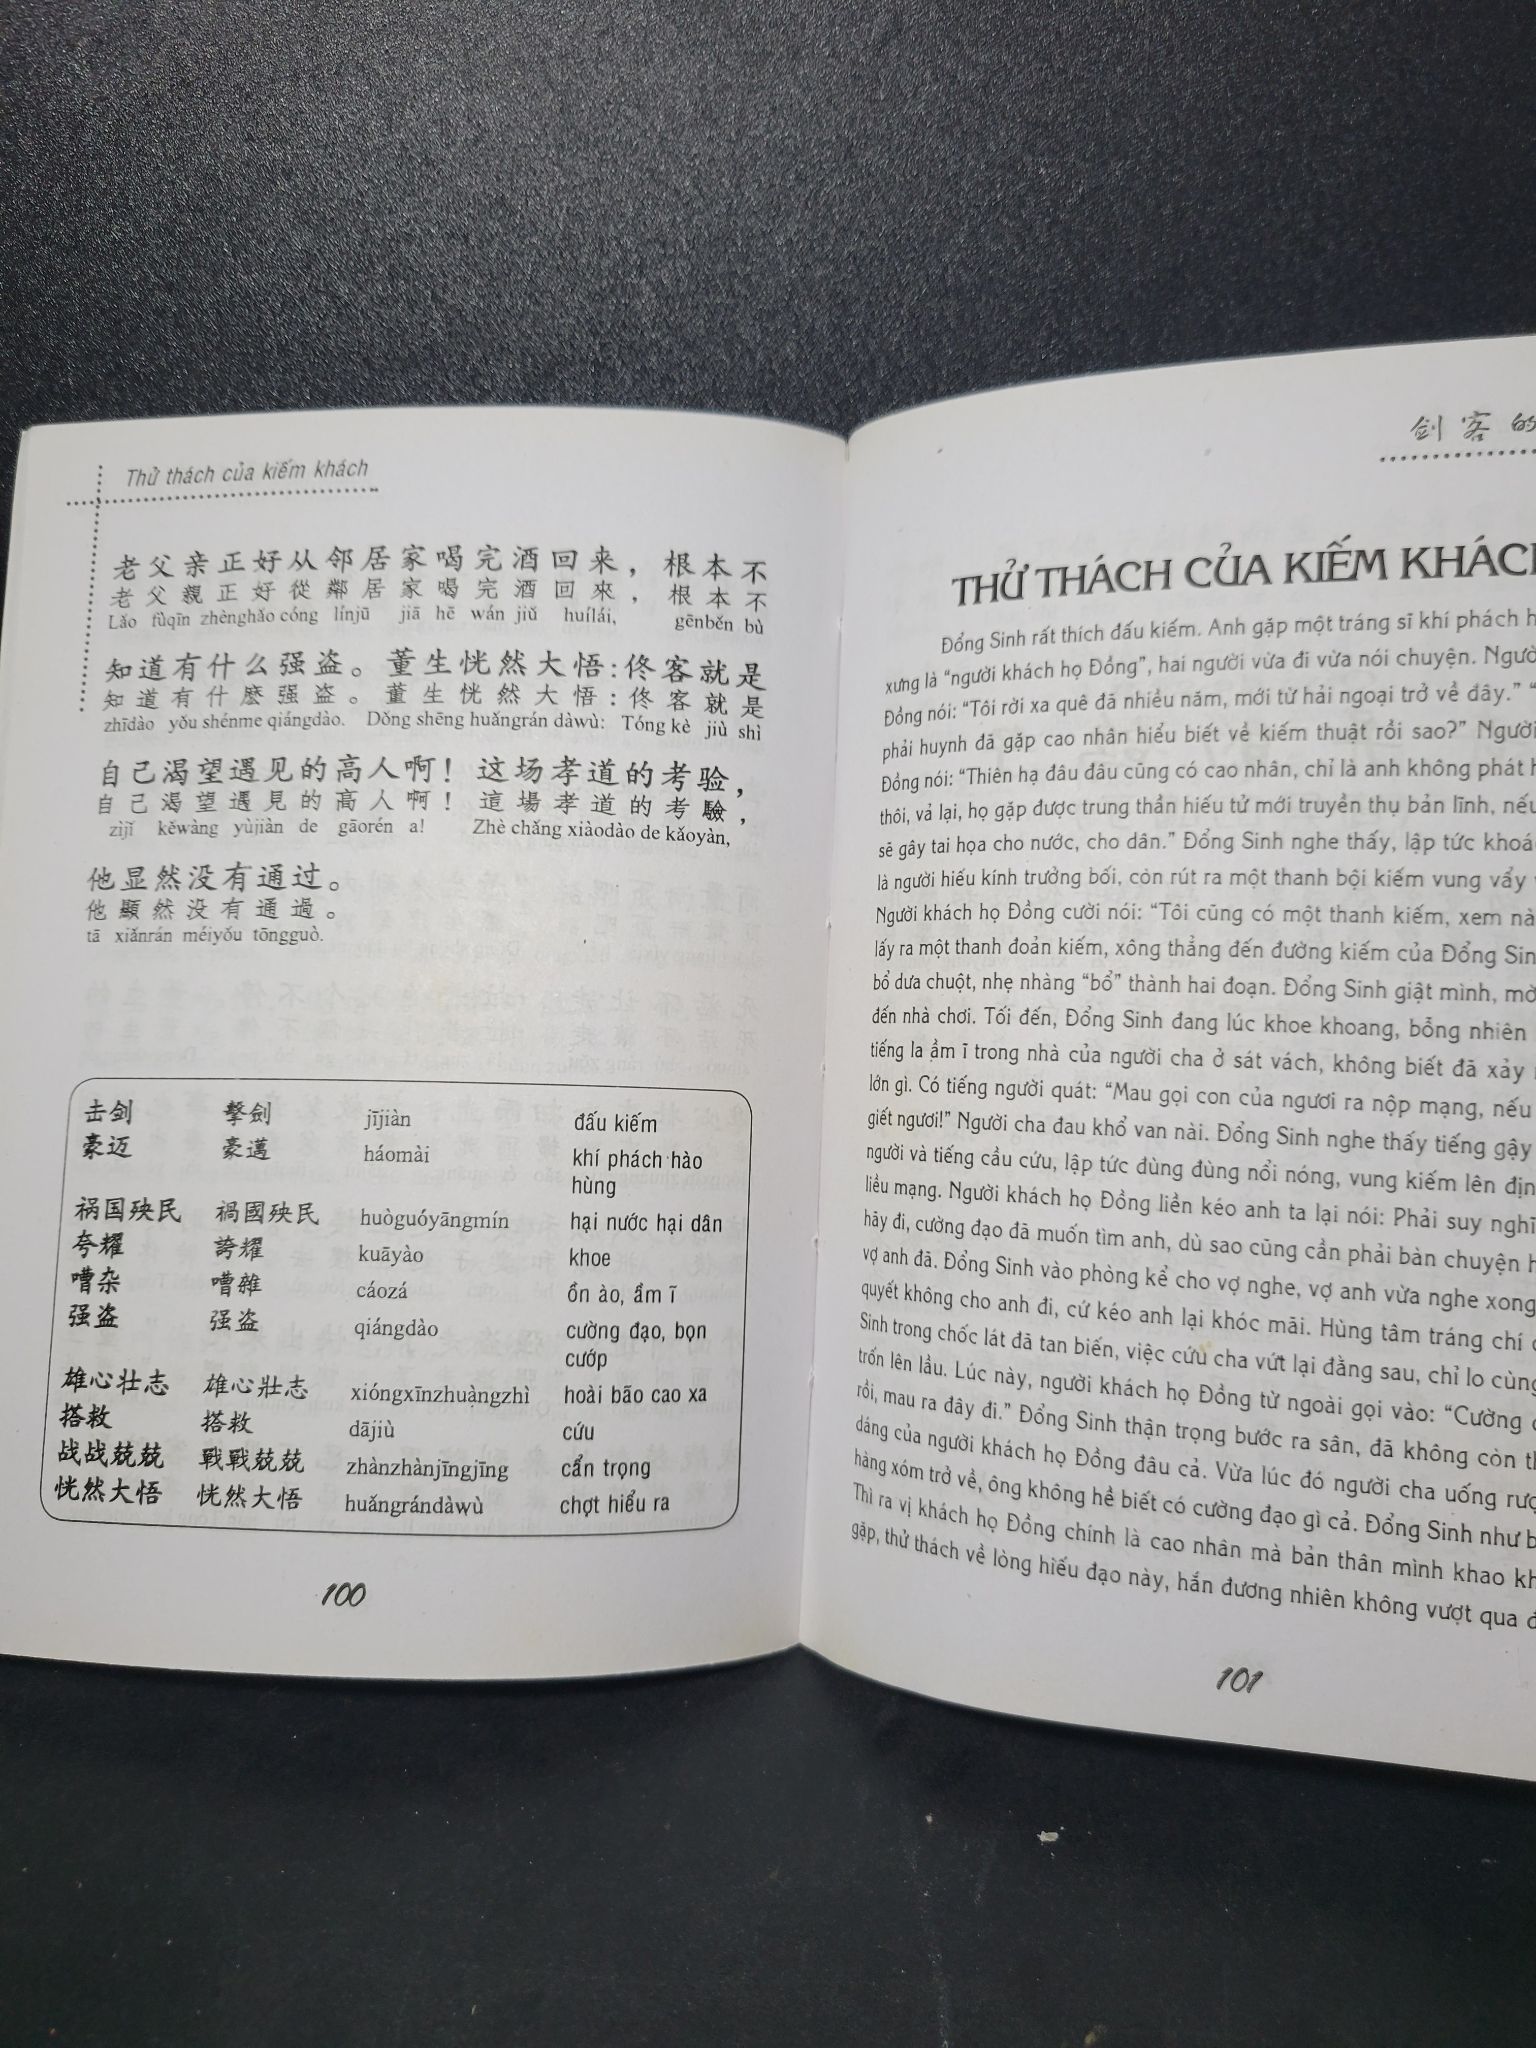 Thử thách của kiếm khách
老父亲正好从邻居家喝完酒回来，根本不
老父親正好從鄰居家喝完酒回來，根本不
Lǎo fùqīn zhènghǎo cóng línjū jiā hē wán jiǔ huílái, gēnběn bù
知道有什么强盗。董生恍然大悟:佟客就是
知道有什麼强盗。董生恍然大悟:佟客就是
zhīdào yǒu shénme qiángdào. Dǒng shēng huǎngrán dàwù: Tóng kè jiù shì
自己渴望遇见的高人啊！这场孝道的考验，
自己渴望遇見的高人啊！這場孝道的考驗，
zìjǐ kěwàng yùjiàn de gāorén a! Zhè chǎng xiàodào de kǎoyàn,
他显然没有通过。
他顯然没有通過。
tā xiǎnrán méiyǒu tōngguò.
击剑 擊劍 jījiàn đấu kiếm
豪迈 豪邁 háomài khí phách hào
hùng
祸国殃民 禍國殃民 huòguóyāngmín hại nước hại dân
夸耀 誇耀 kuāyào khoe
嘈杂 嘈雜 cáozá ồn ào, ầm ĩ
强盗 强盗 qiángdào cường đạo, bọn
cướp
雄心壮志 雄心壯志 xióngxīnzhuàngzhì hoài bão cao xa
搭救 搭救 dājiù cứu
战战兢兢 戰戰兢兢 zhànzhànjīngjīng cẩn trọng
恍然大悟 恍然大悟 huǎngrándàwù chợt hiểu ra
100
剑客的
THỬ THÁCH CỦA KIẾM KHÁCH
Đổng Sinh rất thích đấu kiếm. Anh gặp một tráng sĩ khí phách
xưng là “người khách họ Đồng”, hai người vừa đi vừa nói chuyện.
Đồng nói: “Tôi rời xa quê đã nhiều năm, mới từ hải ngoại trở về đây.” “
phải huynh đã gặp cao nhân hiểu biết về kiếm thuật rồi sao?” Người
Đồng nói: “Thiên hạ đâu đâu cũng có cao nhân, chỉ là anh không phát
thôi, vả lại, họ gặp được trung thần hiếu tử mới truyền thụ bản lĩnh,
sẽ gây tai họa cho nước, cho dân.” Đổng Sinh nghe thấy, lập tức
là người hiếu kính trưởng bối, còn rút ra một thanh bội kiếm vung vẩy
Người khách họ Đồng cười nói: “Tôi cũng có một thanh kiếm, xem
lấy ra một thanh đoản kiếm, xông thẳng đến đường kiếm của Đổng
bổ dưa chuột, nhẹ nhàng “bổ” thành hai đoạn. Đổng Sinh giật mình,
đến nhà chơi. Tối đến, Đổng Sinh đang lúc khoe khoang, bỗng nhiên
tiếng la ầm ĩ trong nhà của người cha ở sát vách, không biết đã xảy
lớn gì. Có tiếng người quát: “Mau gọi con của ngươi ra nộp mạng, nếu
giết ngươi!” Người cha đau khổ van nài. Đổng Sinh nghe thấy tiếng gậy
người và tiếng cầu cứu, lập tức đùng đùng nổi nóng, vung kiếm lên
liều mạng. Người khách họ Đồng liền kéo anh ta lại nói: Phải suy
hãy đi, cường đạo đã muốn tìm anh, dù sao cũng cần phải bàn chuyện
vợ anh đã. Đổng Sinh vào phòng kể cho vợ nghe, vợ anh vừa nghe xong
quyết không cho anh đi, cứ kéo anh lại khóc mãi. Hùng tâm tráng chí
Sinh trong chốc lát đã tan biến, việc cứu cha vứt lại đằng sau, chỉ lo cùng
trốn lên lầu. Lúc này, người khách họ Đồng từ ngoài gọi vào: “Cường
rồi, mau ra đây đi.” Đổng Sinh thận trọng bước ra sân, đã không còn
dáng của người khách họ Đồng đâu cả. Vừa lúc đó người cha uống
hàng xóm trở về, ông không hề biết có cường đạo gì cả. Đổng Sinh như
Thì ra vị khách họ Đồng chính là cao nhân mà bản thân mình khao
gặp, thử thách về lòng hiếu đạo này, hắn đương nhiên không vượt qua
101